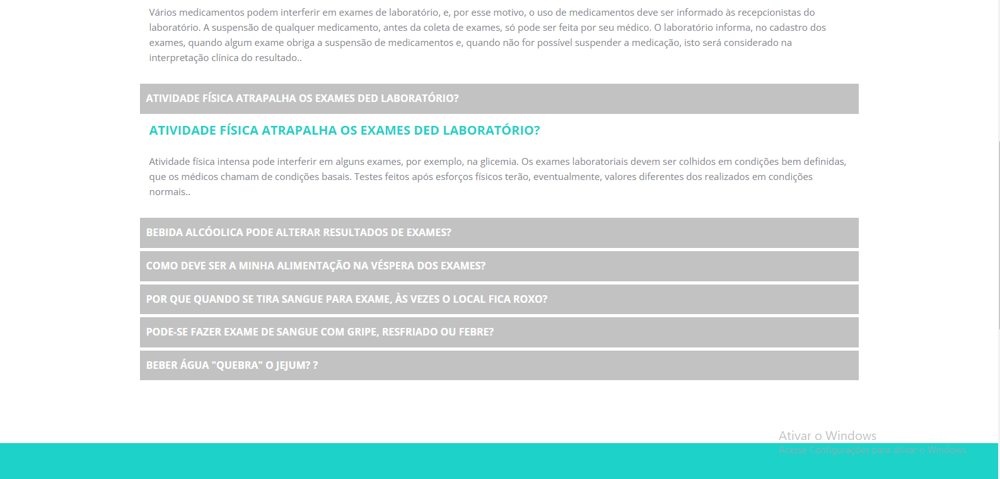 Vários medicamentos podem interferir em exames de laboratório, e, por esse motivo, o uso de medicamentos deve ser informado às recepcionistas do
laboratório. A suspensão de qualquer medicamento, antes da coleta de exames, só pode ser feita por seu médico. O laboratório informa, no cadastro dos
exames, quando algum exame obriga a suspensão de medicamentos e, quando não for possível suspender a medicação, isto será considerado na
interpretação clínica do resultado..
ATIVIDADE FÍSICA ATRAPALHA OS EXAMES DED LABORATÓRIO?
ATIVIDADE FÍSICA ATRAPALHA OS EXAMES DED LABORATÓRIO?
Atividade física intensa pode interferir em alguns exames, por exemplo, na glicemia. Os exames laboratoriais devem ser colhidos em condições bem definidas,
que os médicos chamam de condições basais. Testes feitos após esforços físicos terão, eventualmente, valores diferentes dos realizados em condições
normais..
BEBIDA ALCÓOLICA PODE ALTERAR RESULTADOS DE EXAMES?
COMO DEVE SER A MINHA ALIMENTAÇÃO NA VÉSPERA DOS EXAMES?
POR QUE QUANDO SE TIRA SANGUE PARA EXAME, ÀS VEZES O LOCAL FICA ROXO?
PODE-SE FAZER EXAME DE SANGUE COM GRIPE, RESFRIADO OU FEBRE?
BEBER ÁGUA "QUEBRA" O JEJUM? ?
Ativar o Windows
Acesse Configurações para ativar o Windows.